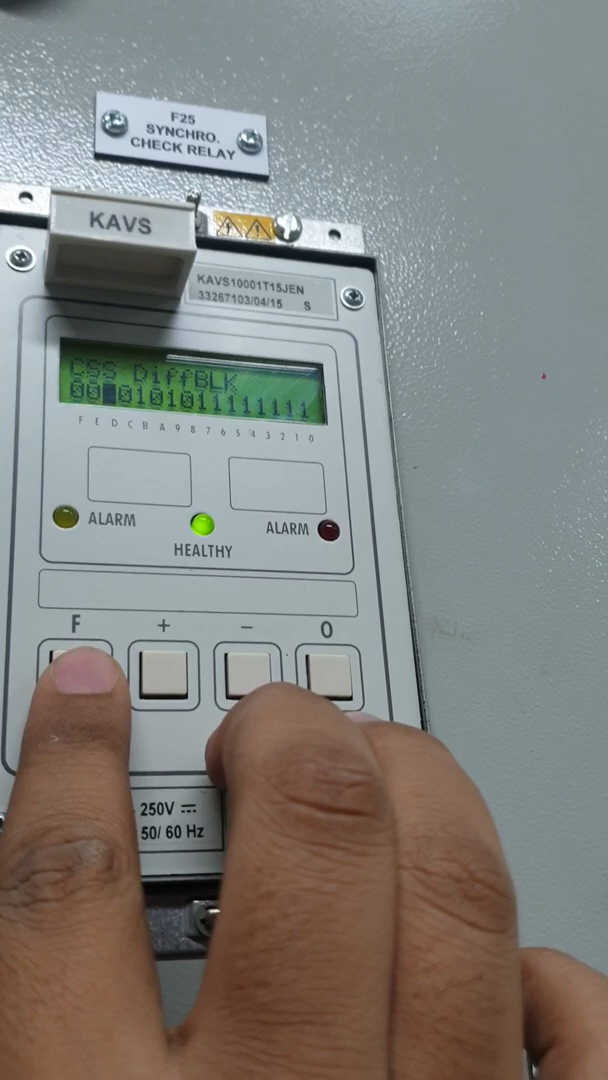 F25
SYNCHRO.
CHECK RELAY
KAVS
KAVS10001T15JEN
33267103/04/15 S
CSS DiffBLK
F E D C B A 9 8 7 6 5 4 3 2 1 0
ALARM
HEALTHY
ALARM
F + - 0
250V
50/ 60 Hz